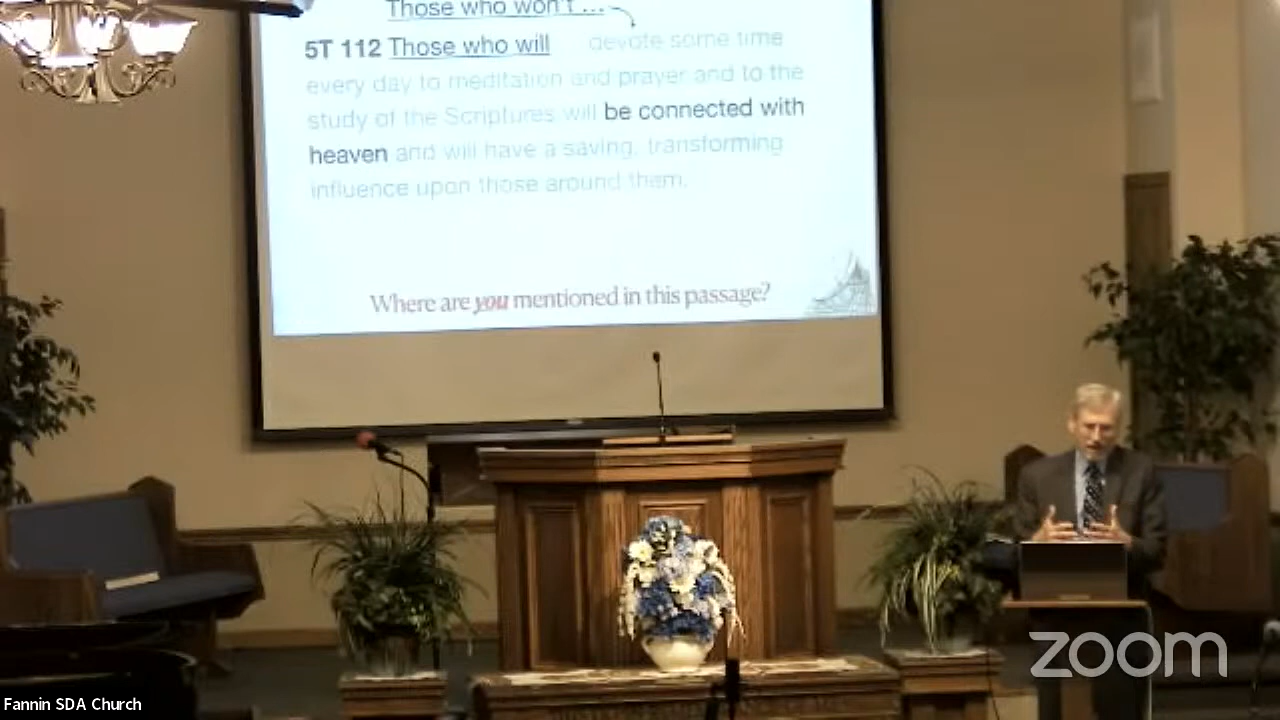 Those who won't ...
5T 112 Those who will devote some time
every day to meditation and prayer and to the
study of the Scriptures will be connected with
heaven and will have a saving, transforming
influence upon those around them.
Where are you mentioned in this passage?
zoom
Fannin SDA Church